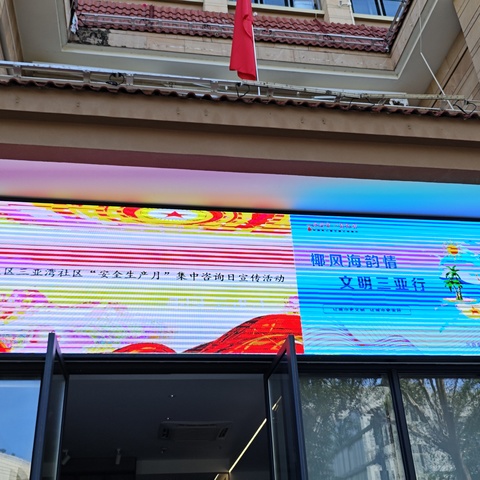 区三亚湾社区“安全生产月”集中咨询日宣传活动
椰风海韵情
文明三亚行